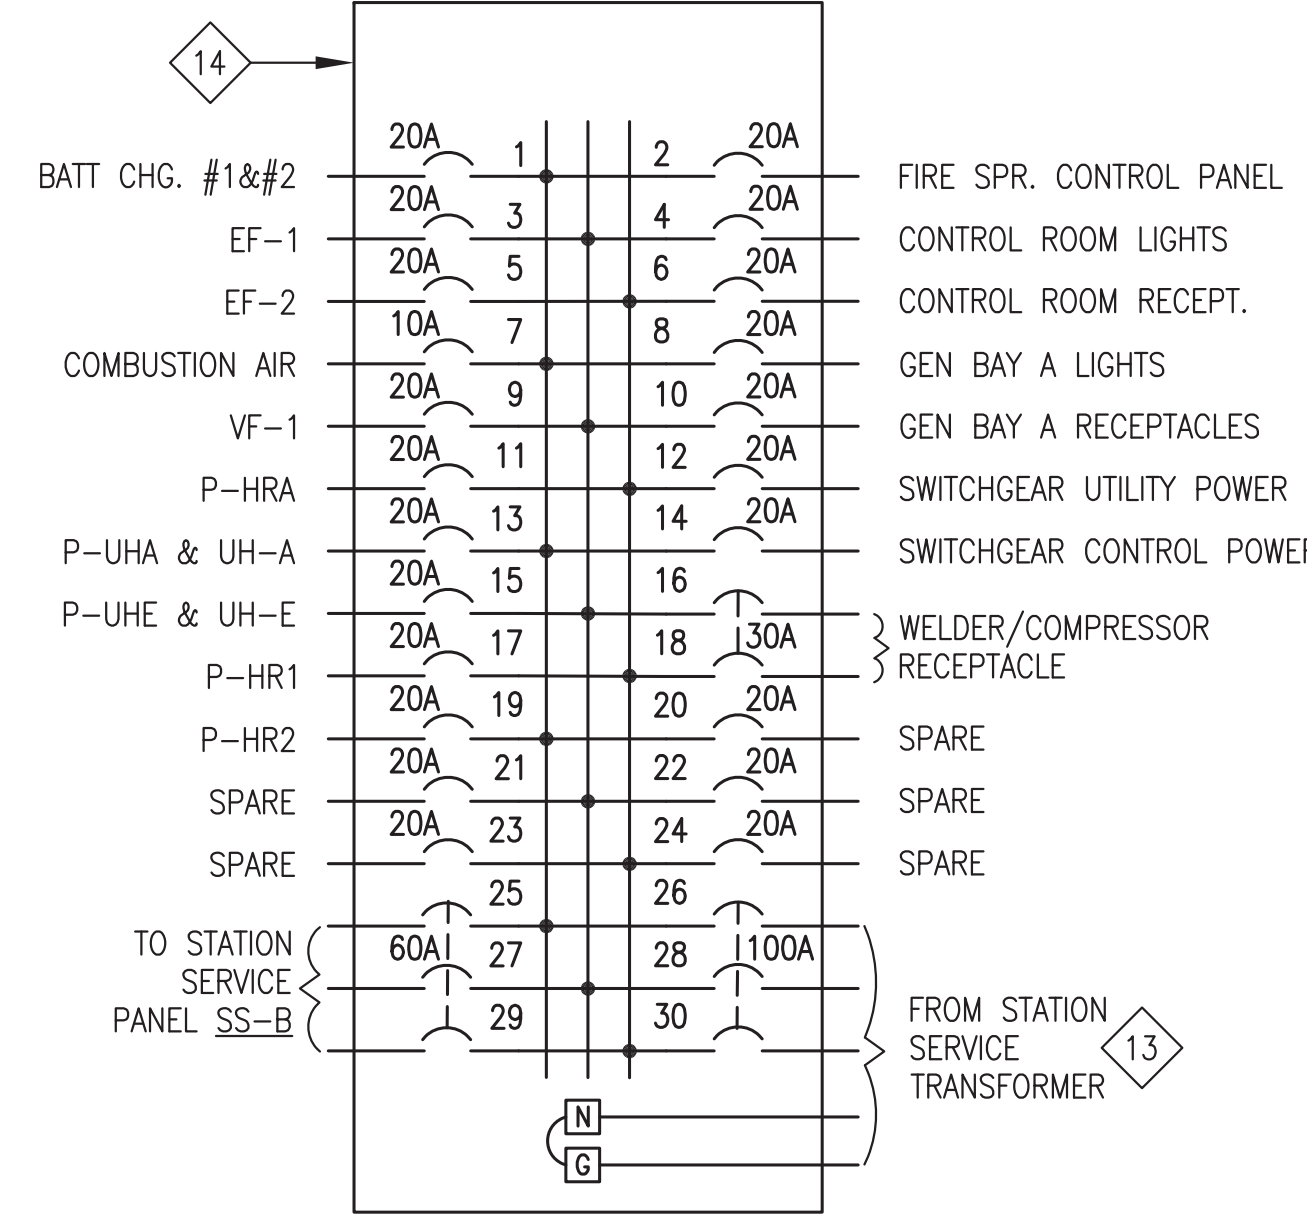 14
20A 1 2 20A
BATT CHG. #1&#2 FIRE SPR. CONTROL PANEL
20A 3 4 20A
EF-1 CONTROL ROOM LIGHTS
20A 5 6 20A
EF-2 CONTROL ROOM RECEPT.
10A 7 8 20A
COMBUSTION AIR GEN BAY A LIGHTS
20A 9 10 20A
VF-1 GEN BAY A RECEPTACLES
20A 11 12 20A
P-HRA SWITCHGEAR UTILITY POWER
20A 13 14 20A
P-UHA & UH-A SWITCHGEAR CONTROL POWER
20A 15 16
P-UHE & UH-E WELDER/COMPRESSOR
20A 17 18 30A
P-HR1 RECEPTACLE
20A 19 20 20A
P-HR2 SPARE
20A 21 22 20A
SPARE SPARE
20A 23 24 20A
SPARE SPARE
25 26
TO STATION 60A 27 28 100A
SERVICE
PANEL SS-B 29 30
FROM STATION
SERVICE 13
TRANSFORMER
N
G